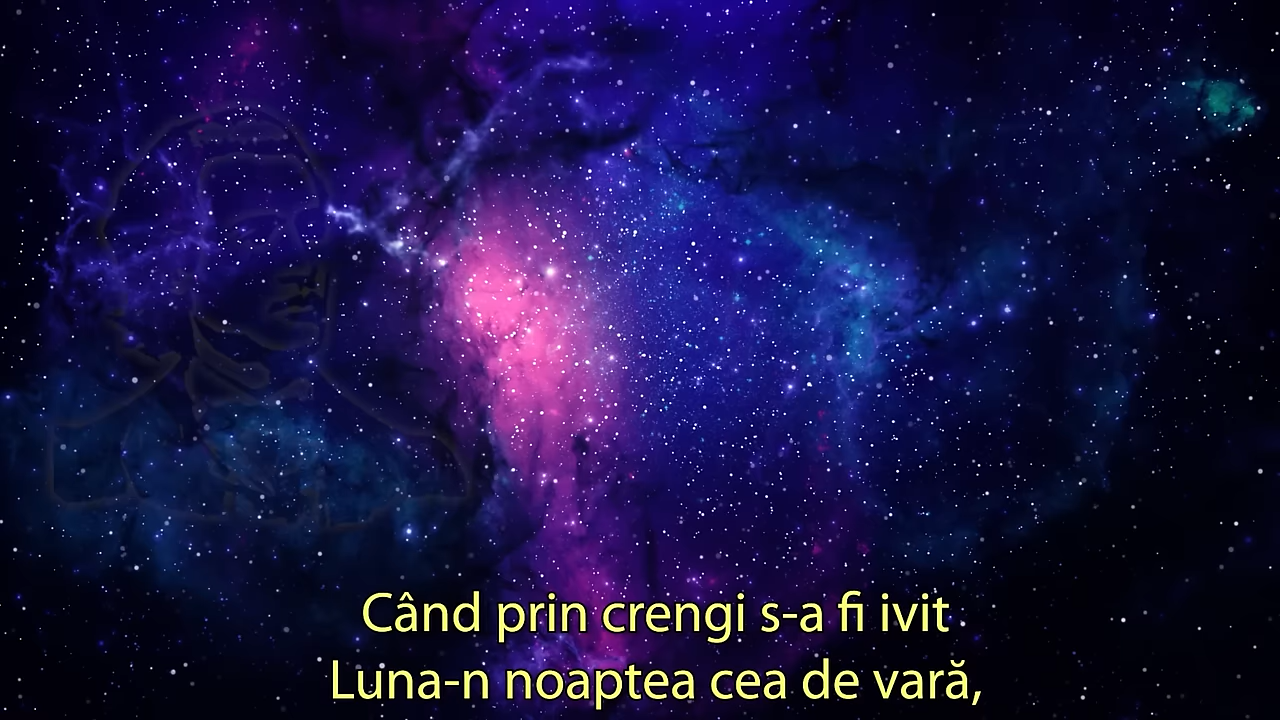 Când prin crengi s-a fi ivit
Luna-n noaptea cea de vară,